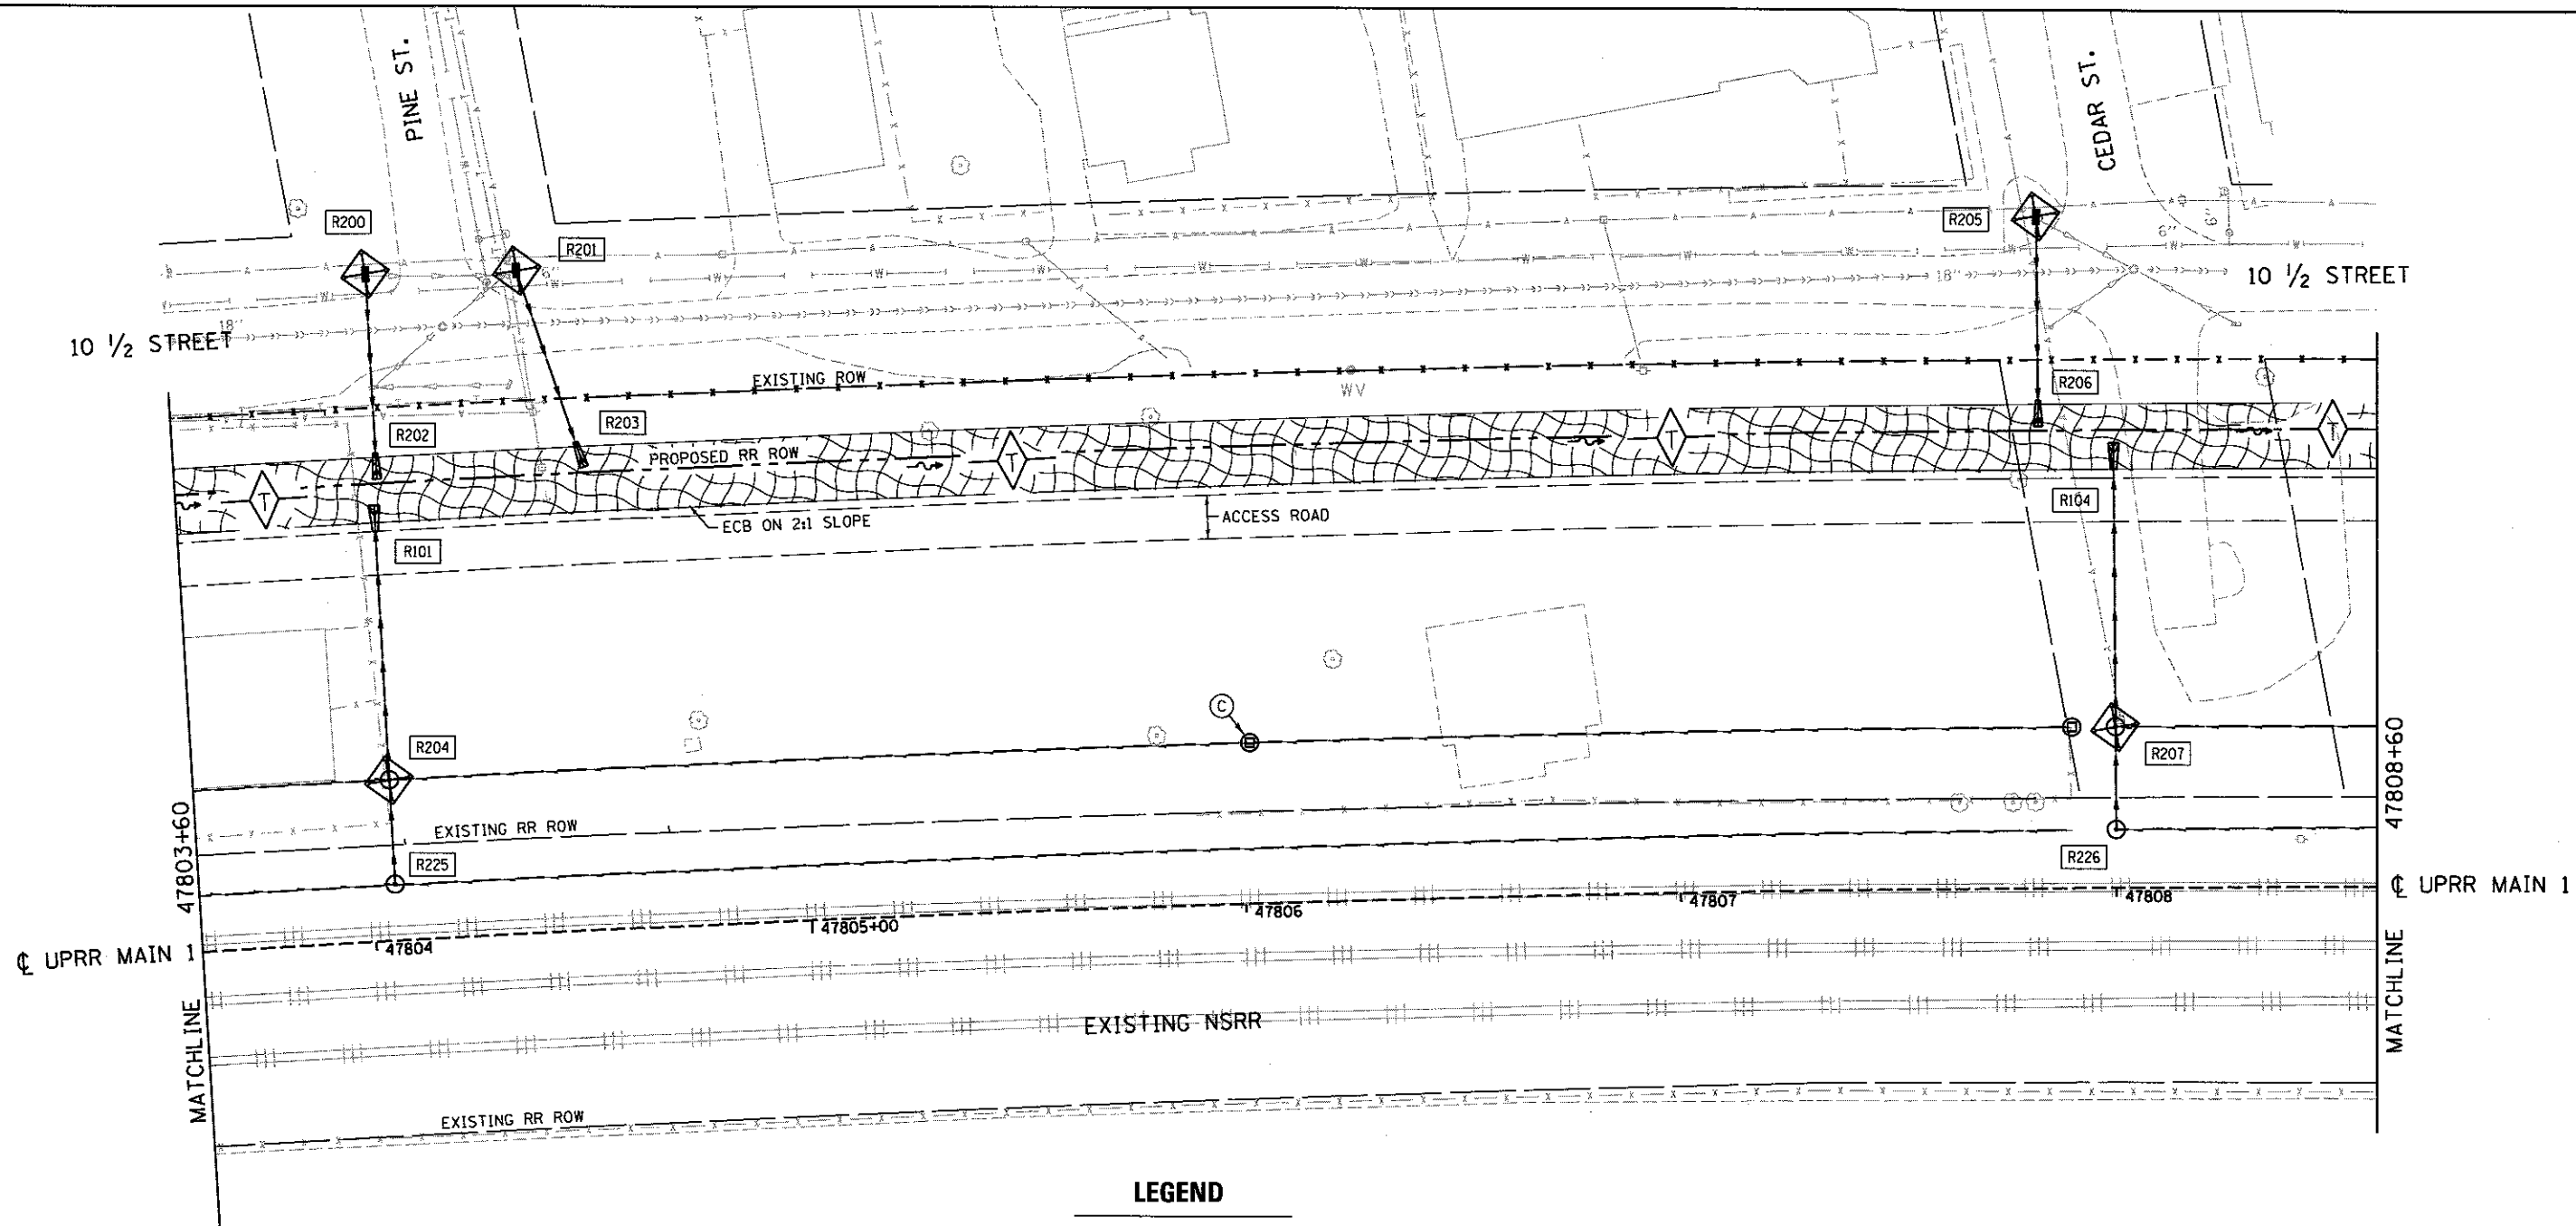 PINE ST.
CEDAR ST.
R200
R201
R205
10 1/2 STREET
10 1/2 STREET
18"
18"
6"
6"
6"
EXISTING ROW
WV
R202
R203
R206
PROPOSED RR ROW
T
T
T
T
ECB ON 2:1 SLOPE
ACCESS ROAD
R101
R104
C
R204
R207
47803+60
47808+60
EXISTING RR ROW
R225
R226
℄ UPRR MAIN 1
℄ UPRR MAIN 1
47804
47805+00
47806
47807
47808
MATCHLINE
MATCHLINE
EXISTING NSRR
EXISTING RR ROW
LEGEND